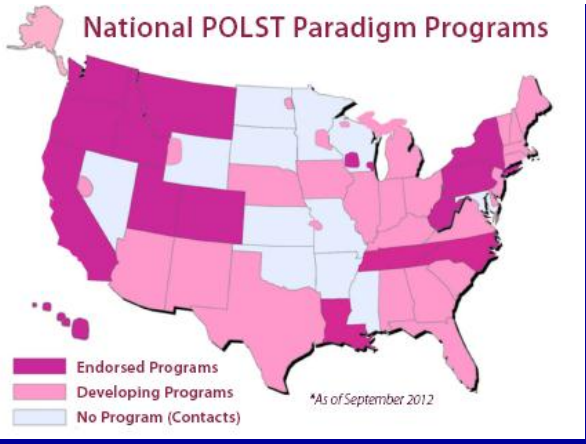 National POLST Paradigm Programs
Endorsed Programs
Developing Programs
*As of September 2012
No Program (Contacts)